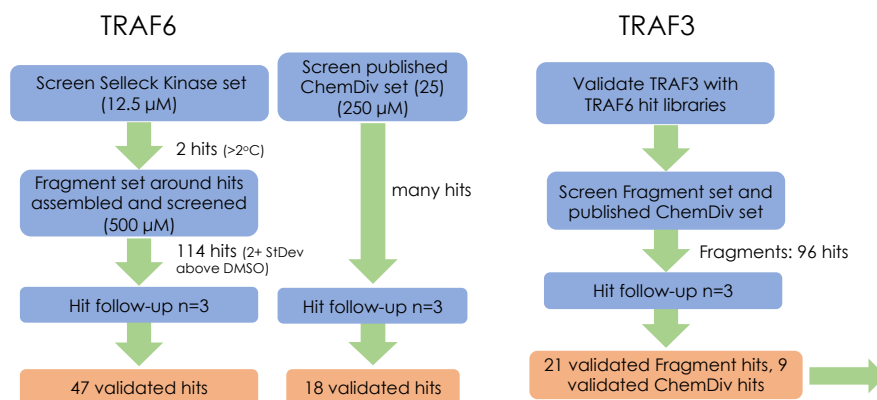 TRAF6
Screen Selleck Kinase set
(12.5 µM)
2 hits (>2°C)
Fragment set around hits
assembled and screened
(500 µM)
114 hits (2+ StDev
above DMSO)
Hit follow-up n=3
47 validated hits
Screen published
ChemDiv set (25)
(250 µM)
many hits
Hit follow-up n=3
18 validated hits
TRAF3
Validate TRAF3 with
TRAF6 hit libraries
Screen Fragment set and
published ChemDiv set
Fragments: 96 hits
Hit follow-up n=3
21 validated Fragment hits, 9
validated ChemDiv hits